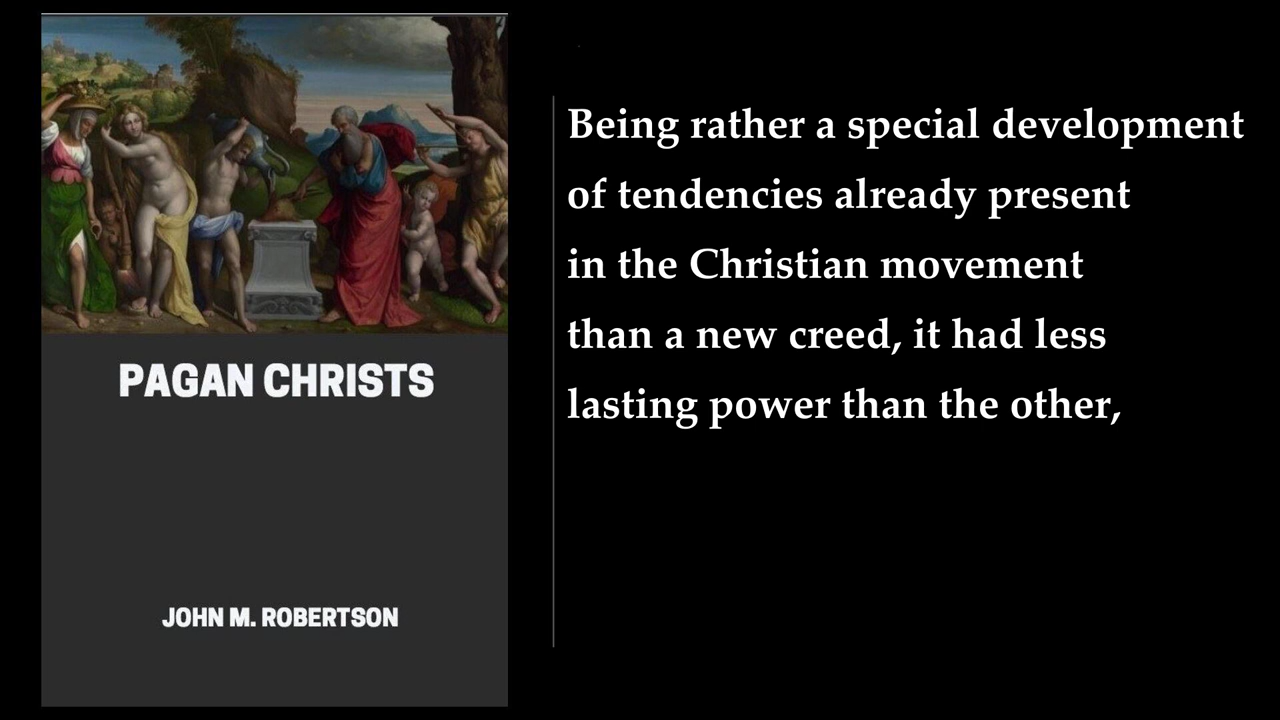 PAGAN CHRISTS
JOHN M. ROBERTSON
Being rather a special development
of tendencies already present
in the Christian movement
than a new creed, it had less
lasting power than the other,